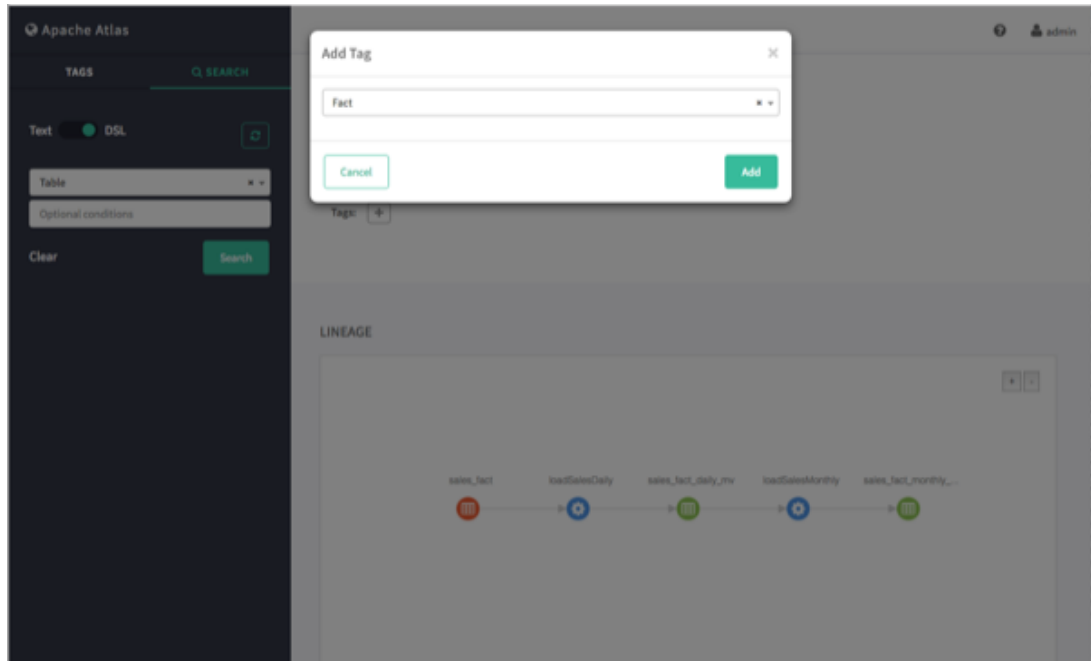 Apache Atlas
admin
TAGS
SEARCH
Text DSL
Table
Optional conditions
Clear
Search
Add Tag
Fact
Cancel
Add
Tags:
LINEAGE
sales_fact
loadSalesDaily
sales_fact_daily_mv
loadSalesMonthly
sales_fact_monthly_...